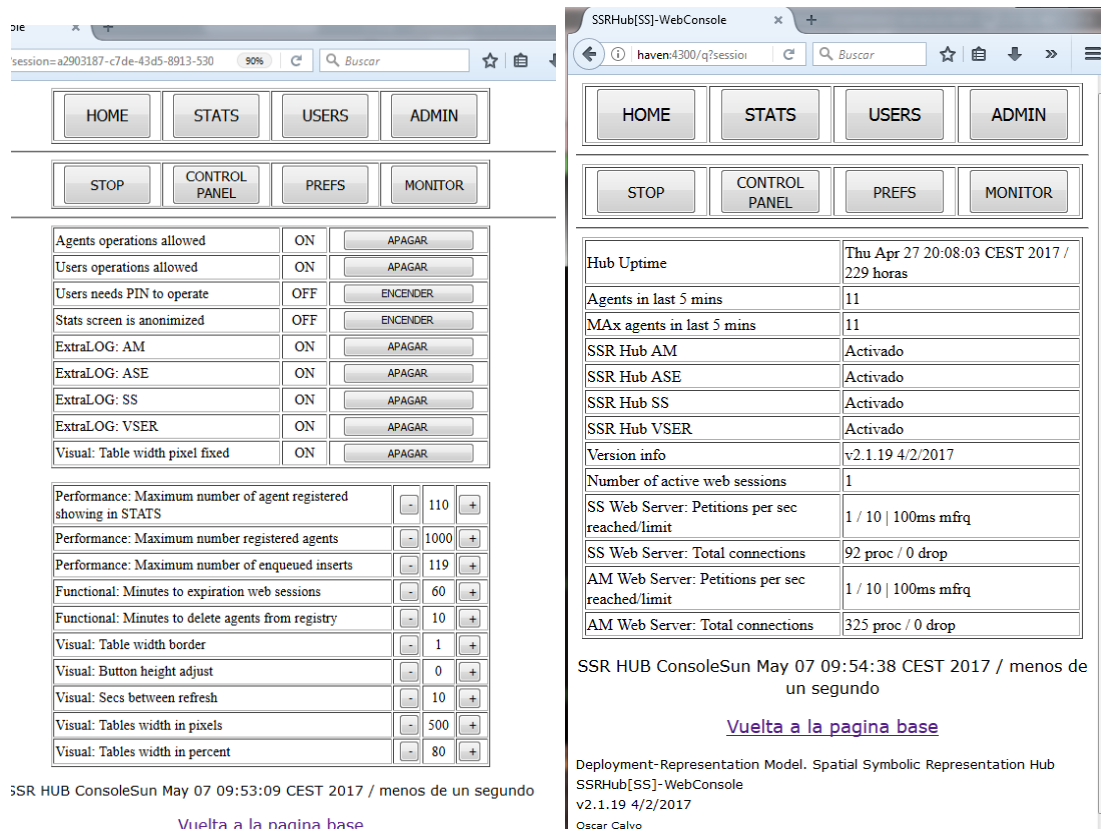 ole
?session=a2903187-c7de-43d5-8913-530 90% Buscar
HOME STATS USERS ADMIN
STOP CONTROL PANEL PREFS MONITOR
Agents operations allowed ON APAGAR
Users operations allowed ON APAGAR
Users needs PIN to operate OFF ENCENDER
Stats screen is anonimized OFF ENCENDER
ExtraLOG: AM ON APAGAR
ExtraLOG: ASE ON APAGAR
ExtraLOG: SS ON APAGAR
ExtraLOG: VSER ON APAGAR
Visual: Table width pixel fixed ON APAGAR
Performance: Maximum number of agent registered
showing in STATS - 110 +
Performance: Maximum number registered agents - 1000 +
Performance: Maximum number of enqueued inserts - 119 +
Functional: Minutes to expiration web sessions - 60 +
Functional: Minutes to delete agents from registry - 10 +
Visual: Table width border - 1 +
Visual: Button height adjust - 0 +
Visual: Secs between refresh - 10 +
Visual: Tables width in pixels - 500 +
Visual: Tables width in percent - 80 +
SSR HUB ConsoleSun May 07 09:53:09 CEST 2017 / menos de un segundo
Vuelta a la pagina base
SSRHub[SS]-WebConsole
haven:4300/q?session Buscar
HOME STATS USERS ADMIN
STOP CONTROL PANEL PREFS MONITOR
Hub Uptime Thu Apr 27 20:08:03 CEST 2017 /
229 horas
Agents in last 5 mins 11
MAx agents in last 5 mins 11
SSR Hub AM Activado
SSR Hub ASE Activado
SSR Hub SS Activado
SSR Hub VSER Activado
Version info v2.1.19 4/2/2017
Number of active web sessions 1
SS Web Server: Petitions per sec
reached/limit 1 / 10 | 100ms mfrq
SS Web Server: Total connections 92 proc / 0 drop
AM Web Server: Petitions per sec
reached/limit 1 / 10 | 100ms mfrq
AM Web Server: Total connections 325 proc / 0 drop
SSR HUB ConsoleSun May 07 09:54:38 CEST 2017 / menos de
un segundo
Vuelta a la pagina base
Deployment-Representation Model. Spatial Symbolic Representation Hub
SSRHub[SS]-WebConsole
v2.1.19 4/2/2017
Oscar Calvo